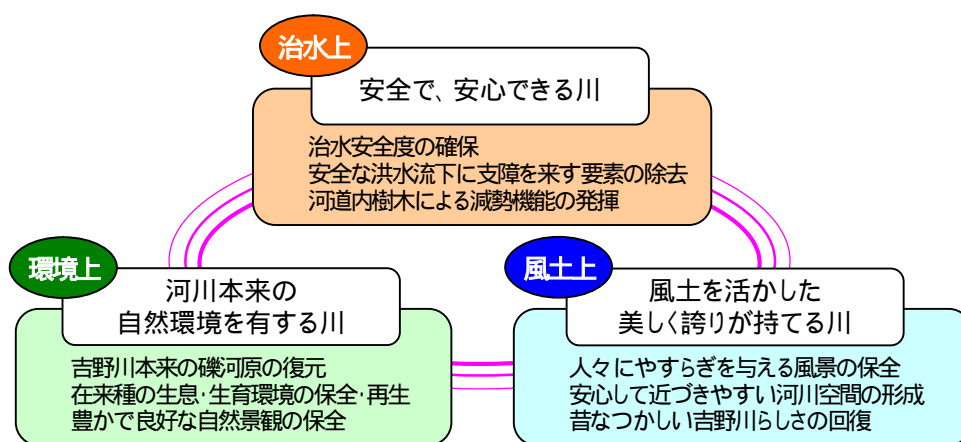 治水上
安全で、安心できる川
治水安全度の確保
安全な洪水流下に支障を来す要素の除去
河道内樹木による減勢機能の発揮
環境上
河川本来の
自然環境を有する川
吉野川本来の礫河原の復元
在来種の生息・生育環境の保全・再生
豊かで良好な自然景観の保全
風土上
風土を活かした
美しく誇りが持てる川
人々にやすらぎを与える風景の保全
安心して近づきやすい河川空間の形成
昔なつかしい吉野川らしさの回復